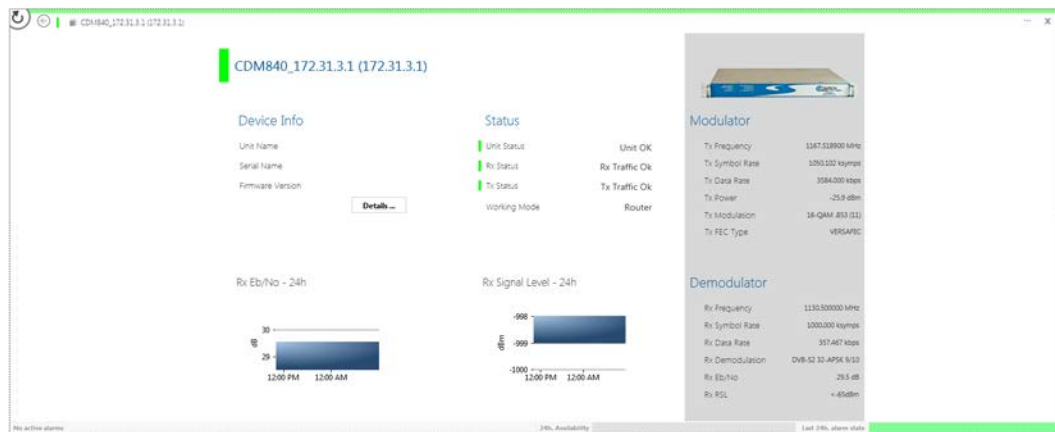 CDM840_172.31.3.1 (172.31.3.1)
... X
CDM840_172.31.3.1 (172.31.3.1)
Device Info
Unit Name
Serial Name
Firmware Version
Details ...
Status
Unit Status Unit OK
Rx Status Rx Traffic Ok
Tx Status Tx Traffic Ok
Working Mode Router
Modulator
Tx Frequency 1167.518900 MHz
Tx Symbol Rate 1050.102 ksymps
Tx Data Rate 3584.000 kbps
Tx Power -25.9 dBm
Tx Modulation 16-QAM .853 (11)
Tx FEC Type VERSAFEC
Rx Eb/No - 24h
30
dB
29
12:00 PM 12:00 AM
Rx Signal Level - 24h
-998
dBm
-999
-1000
12:00 PM 12:00 AM
Demodulator
Rx Frequency 1130.500000 MHz
Rx Symbol Rate 1000.000 ksymps
Rx Data Rate 357.467 kbps
Rx Demodulation DVB-S2 32-APSK 9/10
Rx Eb/No 29.5 dB
Rx RSL <-65dBm
No active alarms
24h. Availability
Last 24h. alarm state